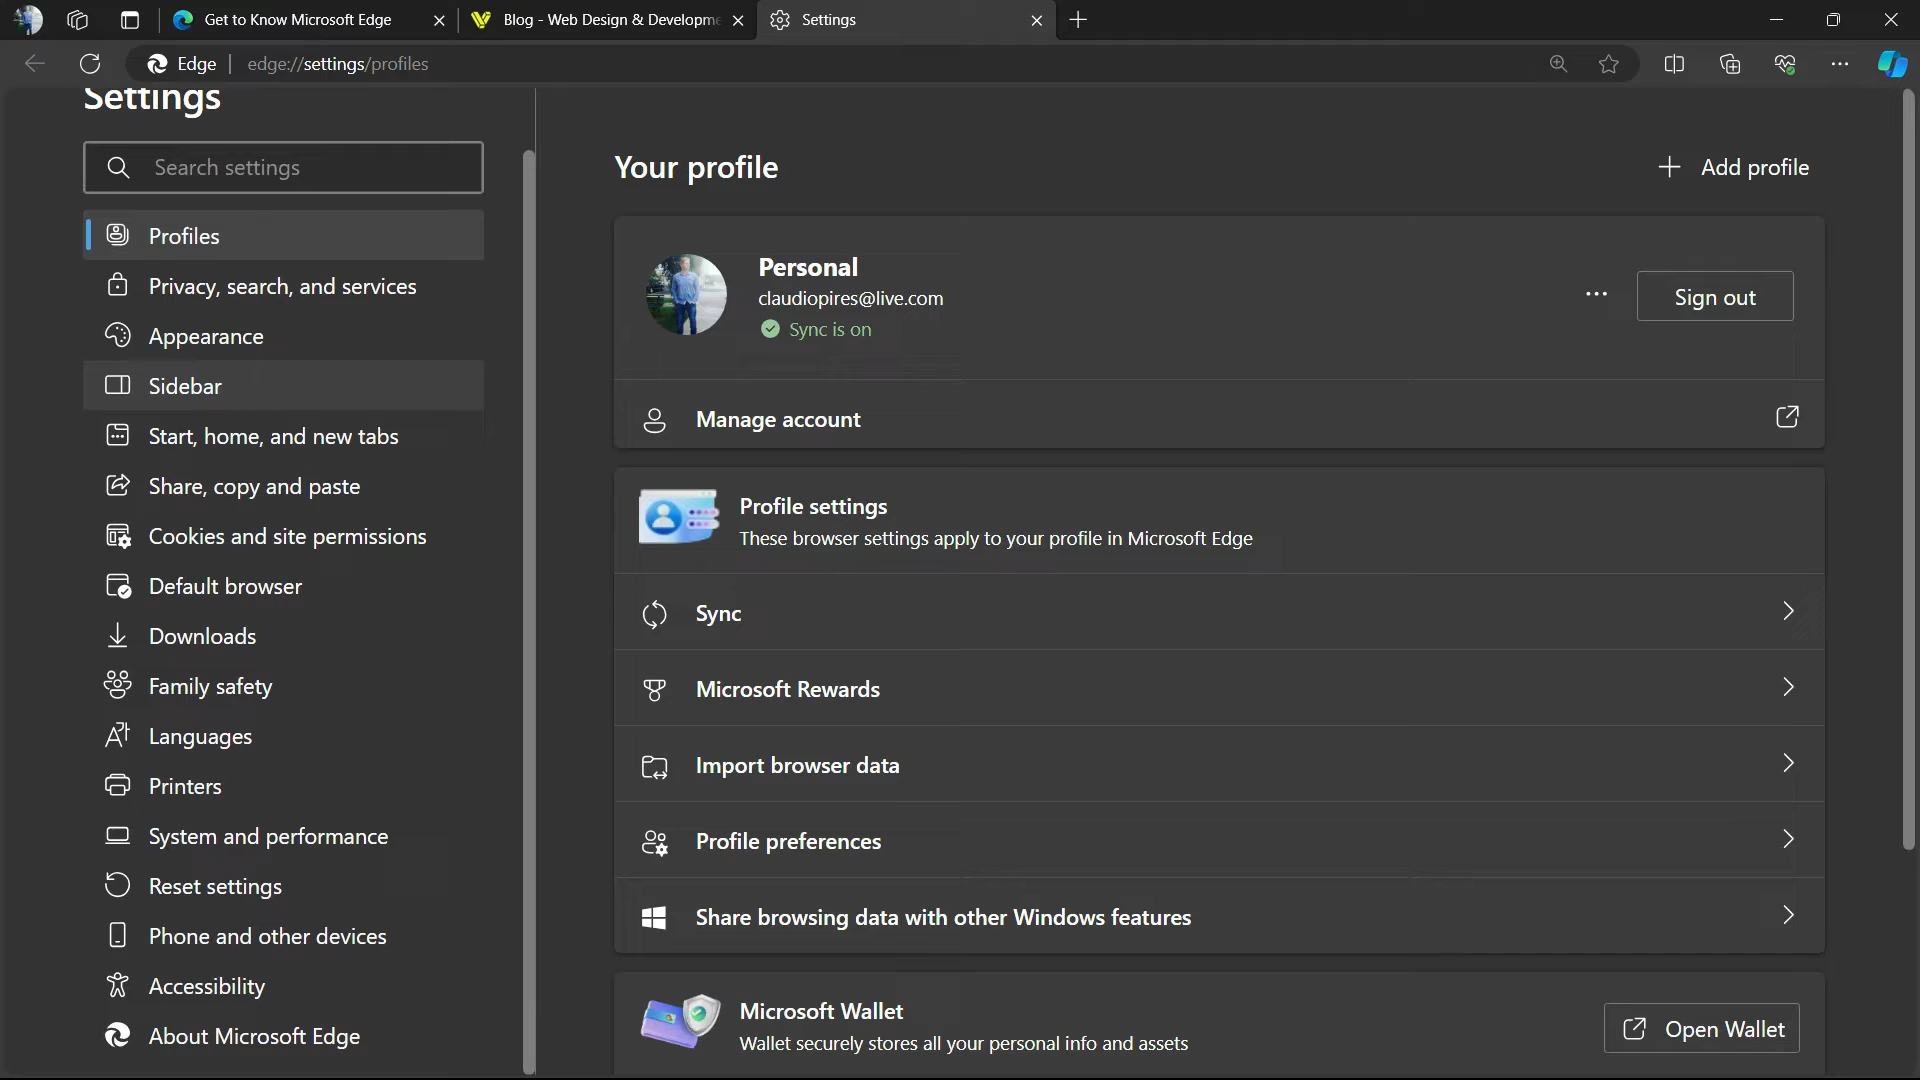 Get to Know Microsoft Edge
Blog - Web Design & Developme
Settings
Edge
edge://settings/profiles
Settings
Search settings
Profiles
Privacy, search, and services
Appearance
Sidebar
Start, home, and new tabs
Share, copy and paste
Cookies and site permissions
Default browser
Downloads
Family safety
Languages
Printers
System and performance
Reset settings
Phone and other devices
Accessibility
About Microsoft Edge
Your profile
Add profile
Personal
claudiopires@live.com
Sync is on
Sign out
Manage account
Profile settings
These browser settings apply to your profile in Microsoft Edge
Sync
Microsoft Rewards
Import browser data
Profile preferences
Share browsing data with other Windows features
Microsoft Wallet
Wallet securely stores all your personal info and assets
Open Wallet